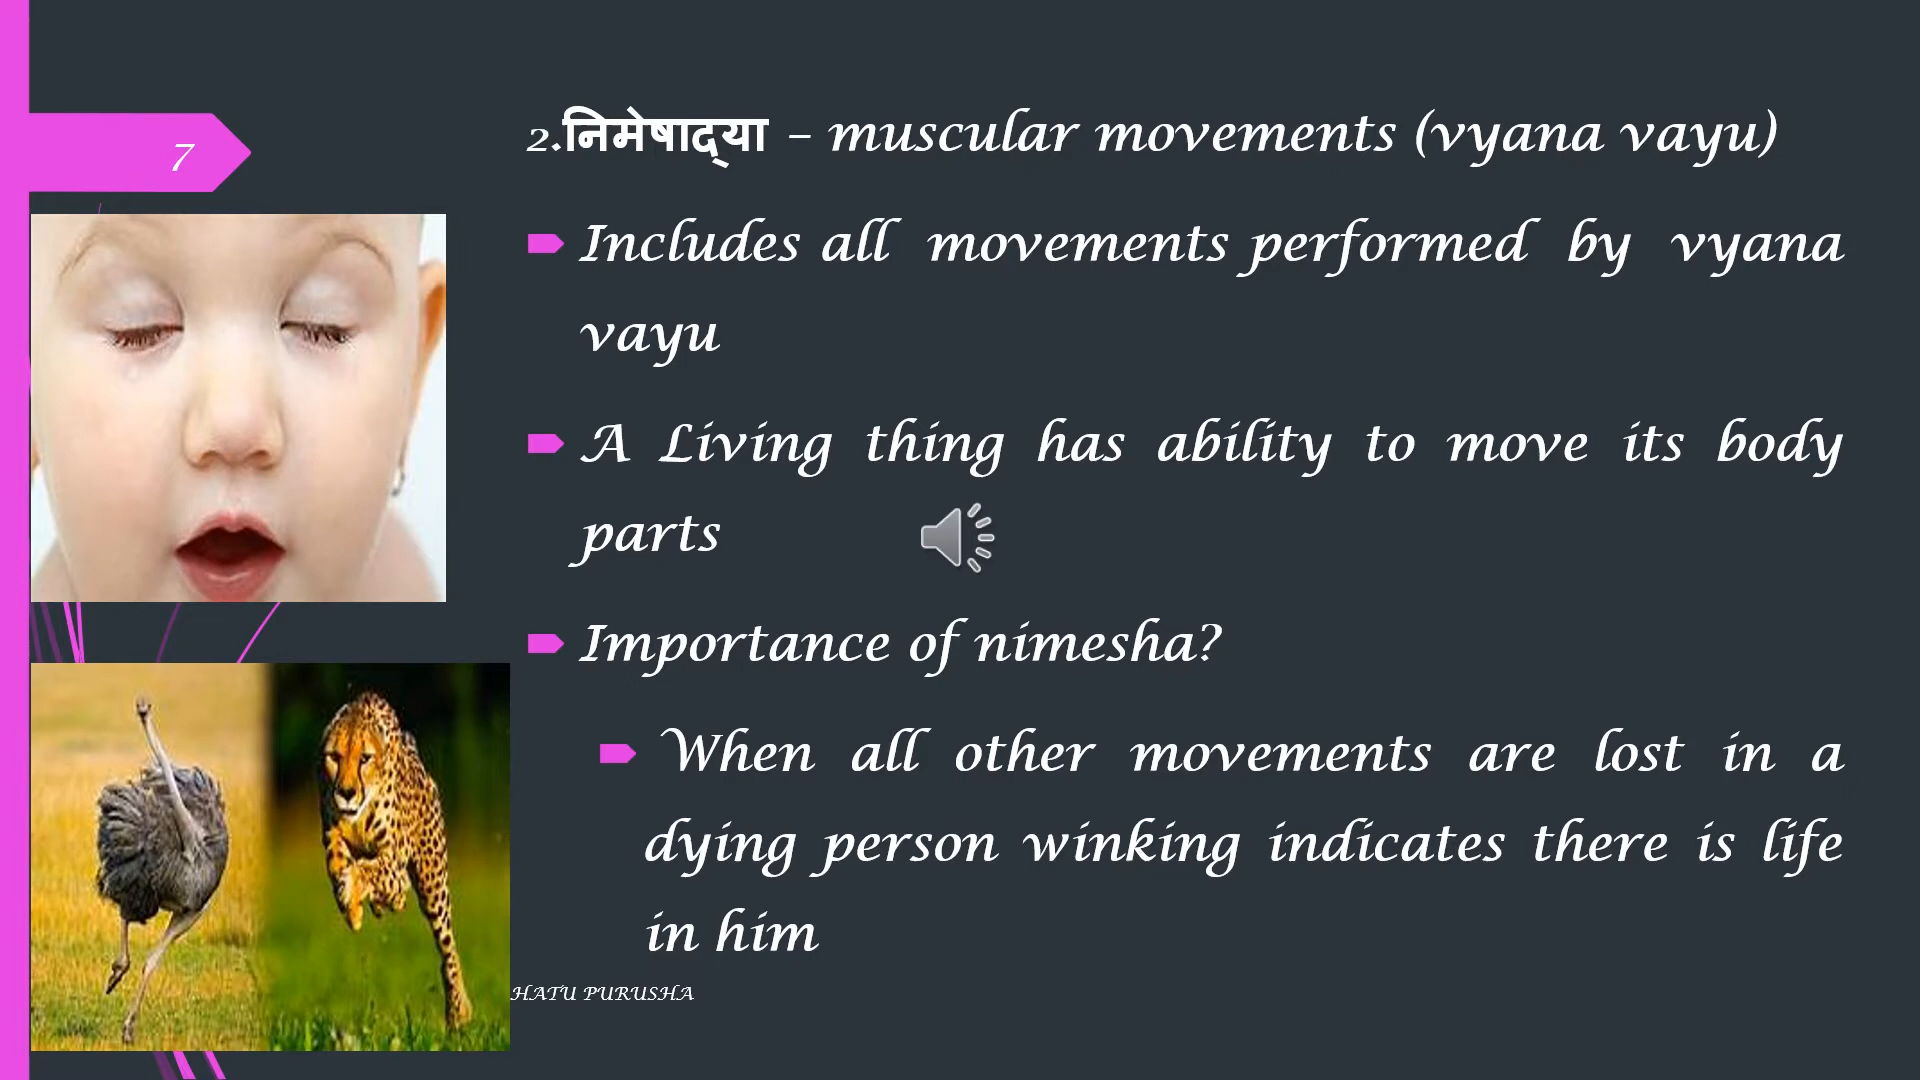 7
2.निमेषाद्या – muscular movements (vyana vayu)
Includes all movements performed by vyana
vayu
A Living thing has ability to move its body
parts
Importance of nimesha?
When all other movements are lost in a
dying person winking indicates there is life
in him
HATU PURUSHA